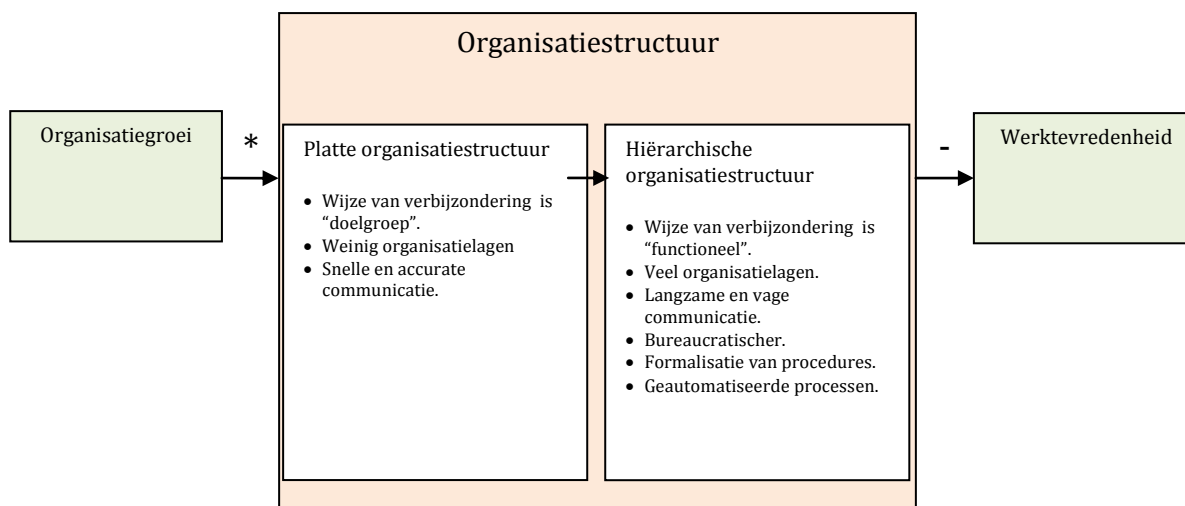 Organisatiestructuur
Organisatiegroei
*
Platte organisatiestructuur
• Wijze van verbijzondering is
“doelgroep”.
• Weinig organisatielagen
• Snelle en accurate
communicatie.
Hiërarchische
organisatiestructuur
• Wijze van verbijzondering is
“functioneel”.
• Veel organisatielagen.
• Langzame en vage
communicatie.
• Bureaucratischer.
• Formalisatie van procedures.
• Geautomatiseerde processen.
-
Werktevredenheid